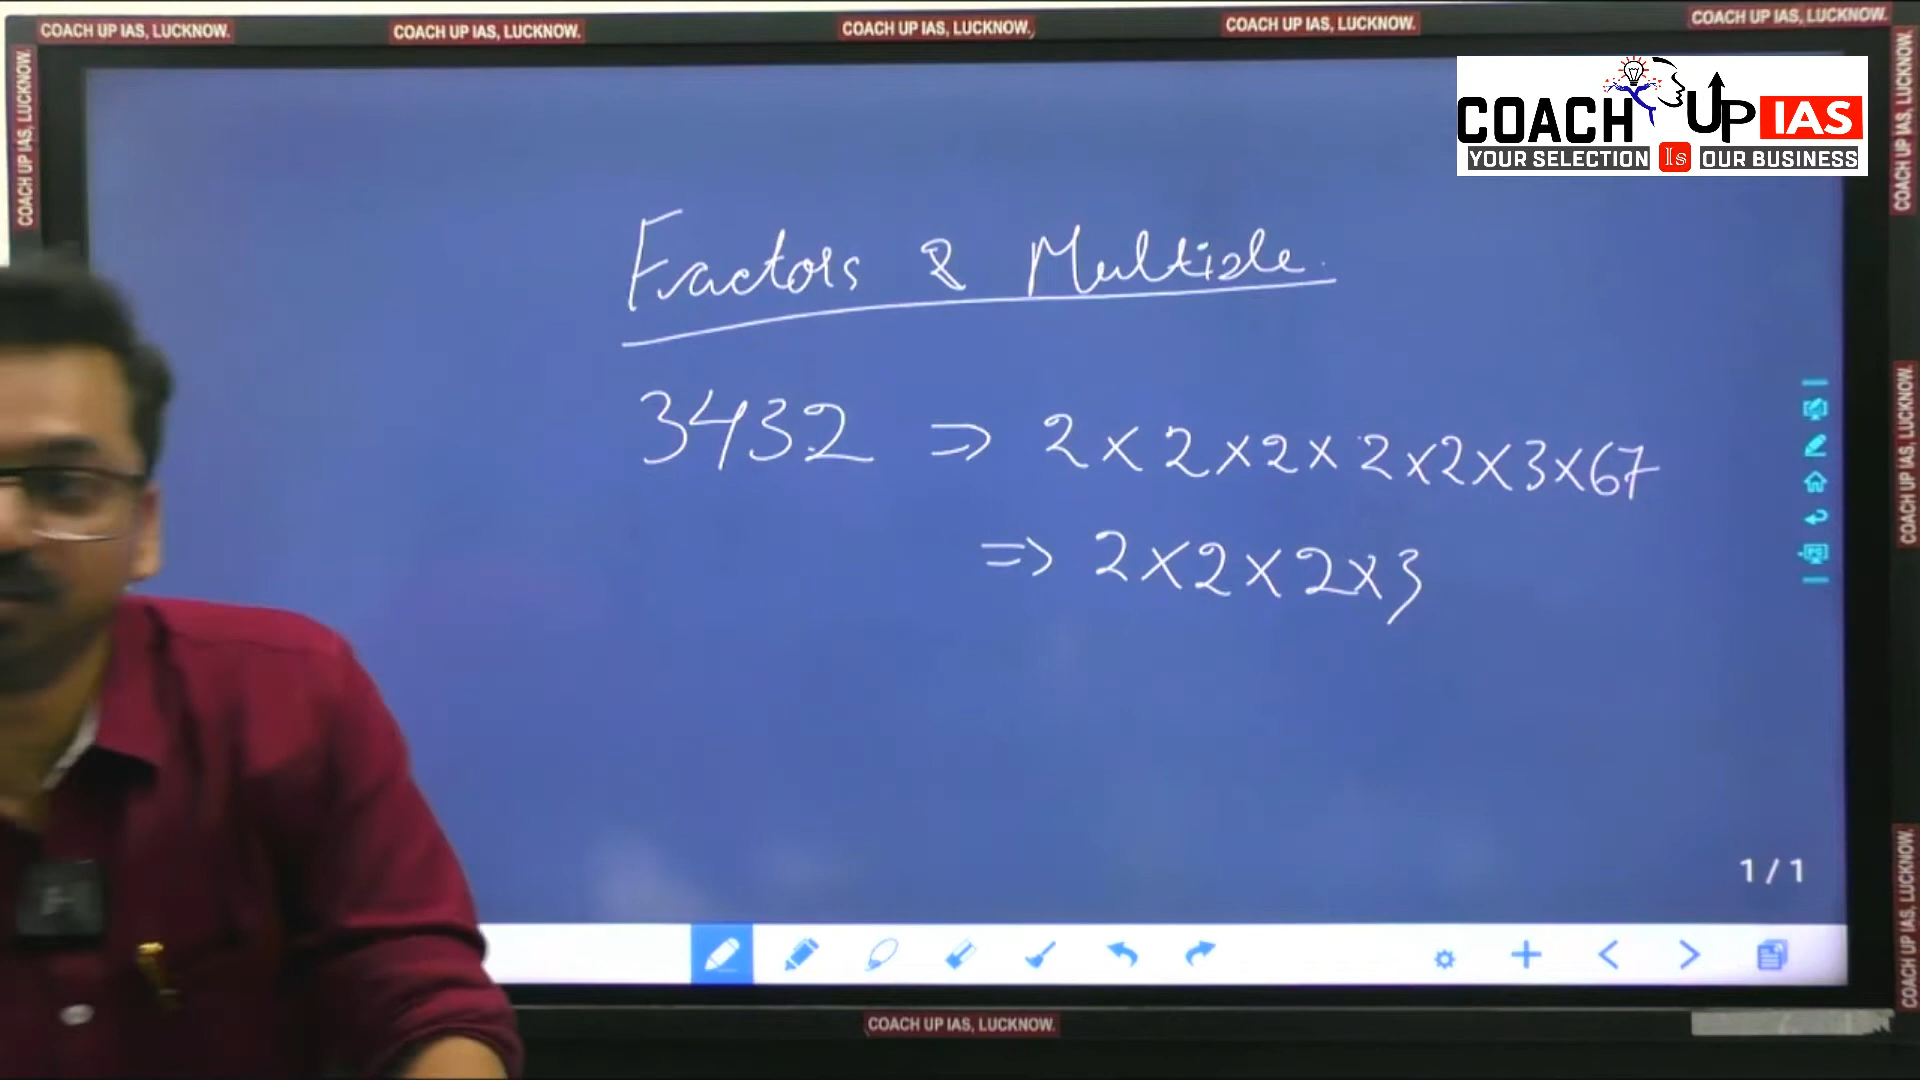 COACH UP IAS, LUCKNOW.
COACH UP IAS, LUCKNOW.
COACH UP IAS, LUCKNOW.
COACH UP IAS, LUCKNOW.
COACH UP IAS, LUCKNOW.
COACH UP IAS, LUCKNOW.
COACH UP IAS, LUCKNOW.
COACH UP IAS
YOUR SELECTION Is OUR BUSINESS
Factors & Multiple.
3432 => 2×2×2×2×2×3×67
=> 2×2×2×3
COACH UP IAS, LUCKNOW.
1/1
COACH UP IAS, LUCKNOW.
COACH UP IAS, LUCKNOW.